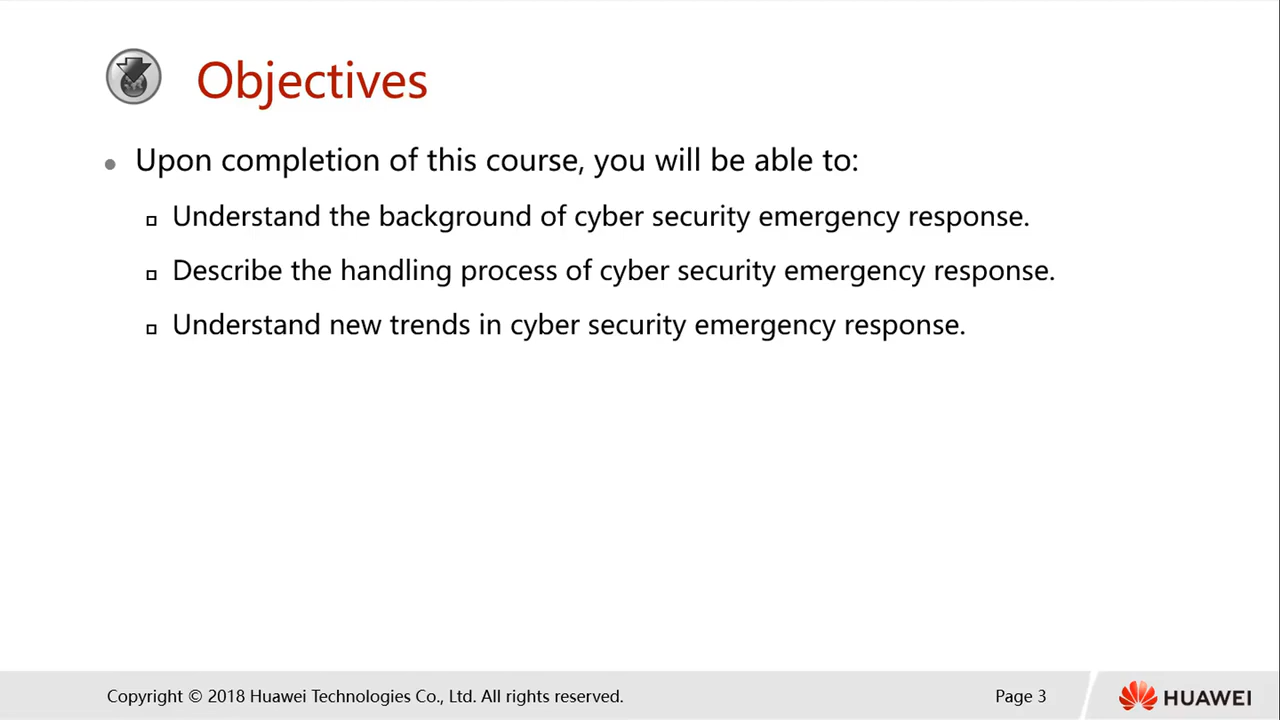 Objectives
Upon completion of this course, you will be able to:
Understand the background of cyber security emergency response.
Describe the handling process of cyber security emergency response.
Understand new trends in cyber security emergency response.
Copyright © 2018 Huawei Technologies Co., Ltd. All rights reserved.
Page 3
HUAWEI